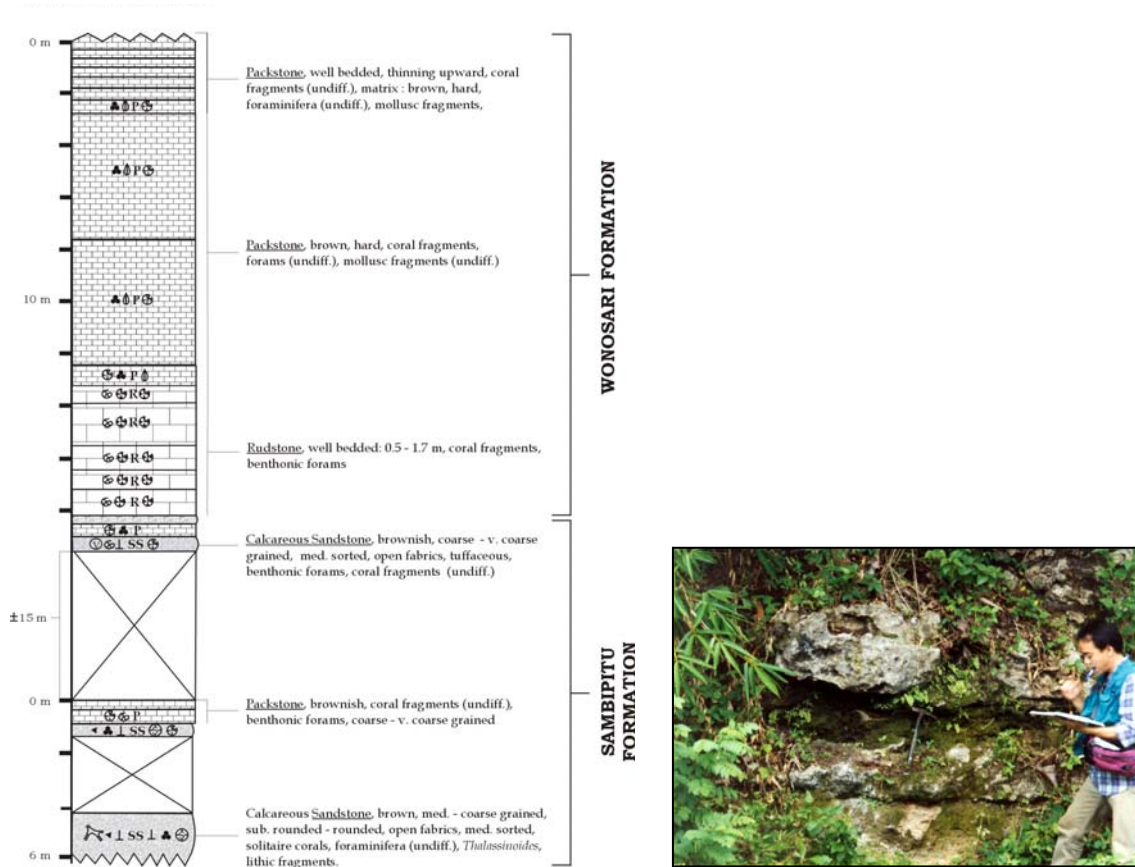 0 m
Packstone, well bedded, thinning upward, coral
fragments (undiff.), matrix : brown, hard,
foraminifera (undiff.), mollusc fragments,
P
P
Packstone, brown, hard, coral fragments,
forams (undiff.), mollusc fragments (undiff.)
10 m
P
P
R
R
Rudstone, well bedded: 0.5 - 1.7 m, coral fragments,
benthonic forams
R
R
R
WONOSARI FORMATION
P
V SS
Calcareous Sandstone, brownish, coarse - v. coarse
grained, med. sorted, open fabrics, tuffaceous,
benthonic forams, coral fragments (undiff.)
±15 m
0 m
Packstone, brownish, coral fragments (undiff.),
benthonic forams, coarse - v. coarse grained
P
SS
Calcareous Sandstone, brown, med. - coarse grained,
sub. rounded - rounded, open fabrics, med. sorted,
solitaire corals, foraminifera (undiff.), Thalassinoides,
lithic fragments.
SS
6 m
SAMBIPITU
FORMATION